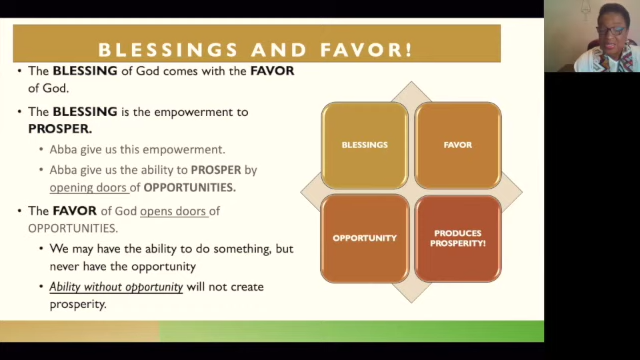 BLESSINGS AND FAVOR!
• The BLESSING of God comes with the FAVOR
of God.
• The BLESSING is the empowerment to
PROSPER.
• Abba give us this empowerment.
• Abba give us the ability to PROSPER by
opening doors of OPPORTUNITIES.
• The FAVOR of God opens doors of
OPPORTUNITIES.
• We may have the ability to do something, but
never have the opportunity
• Ability without opportunity will not create
prosperity.
BLESSINGS
FAVOR
OPPORTUNITY
PRODUCES
PROSPERITY!